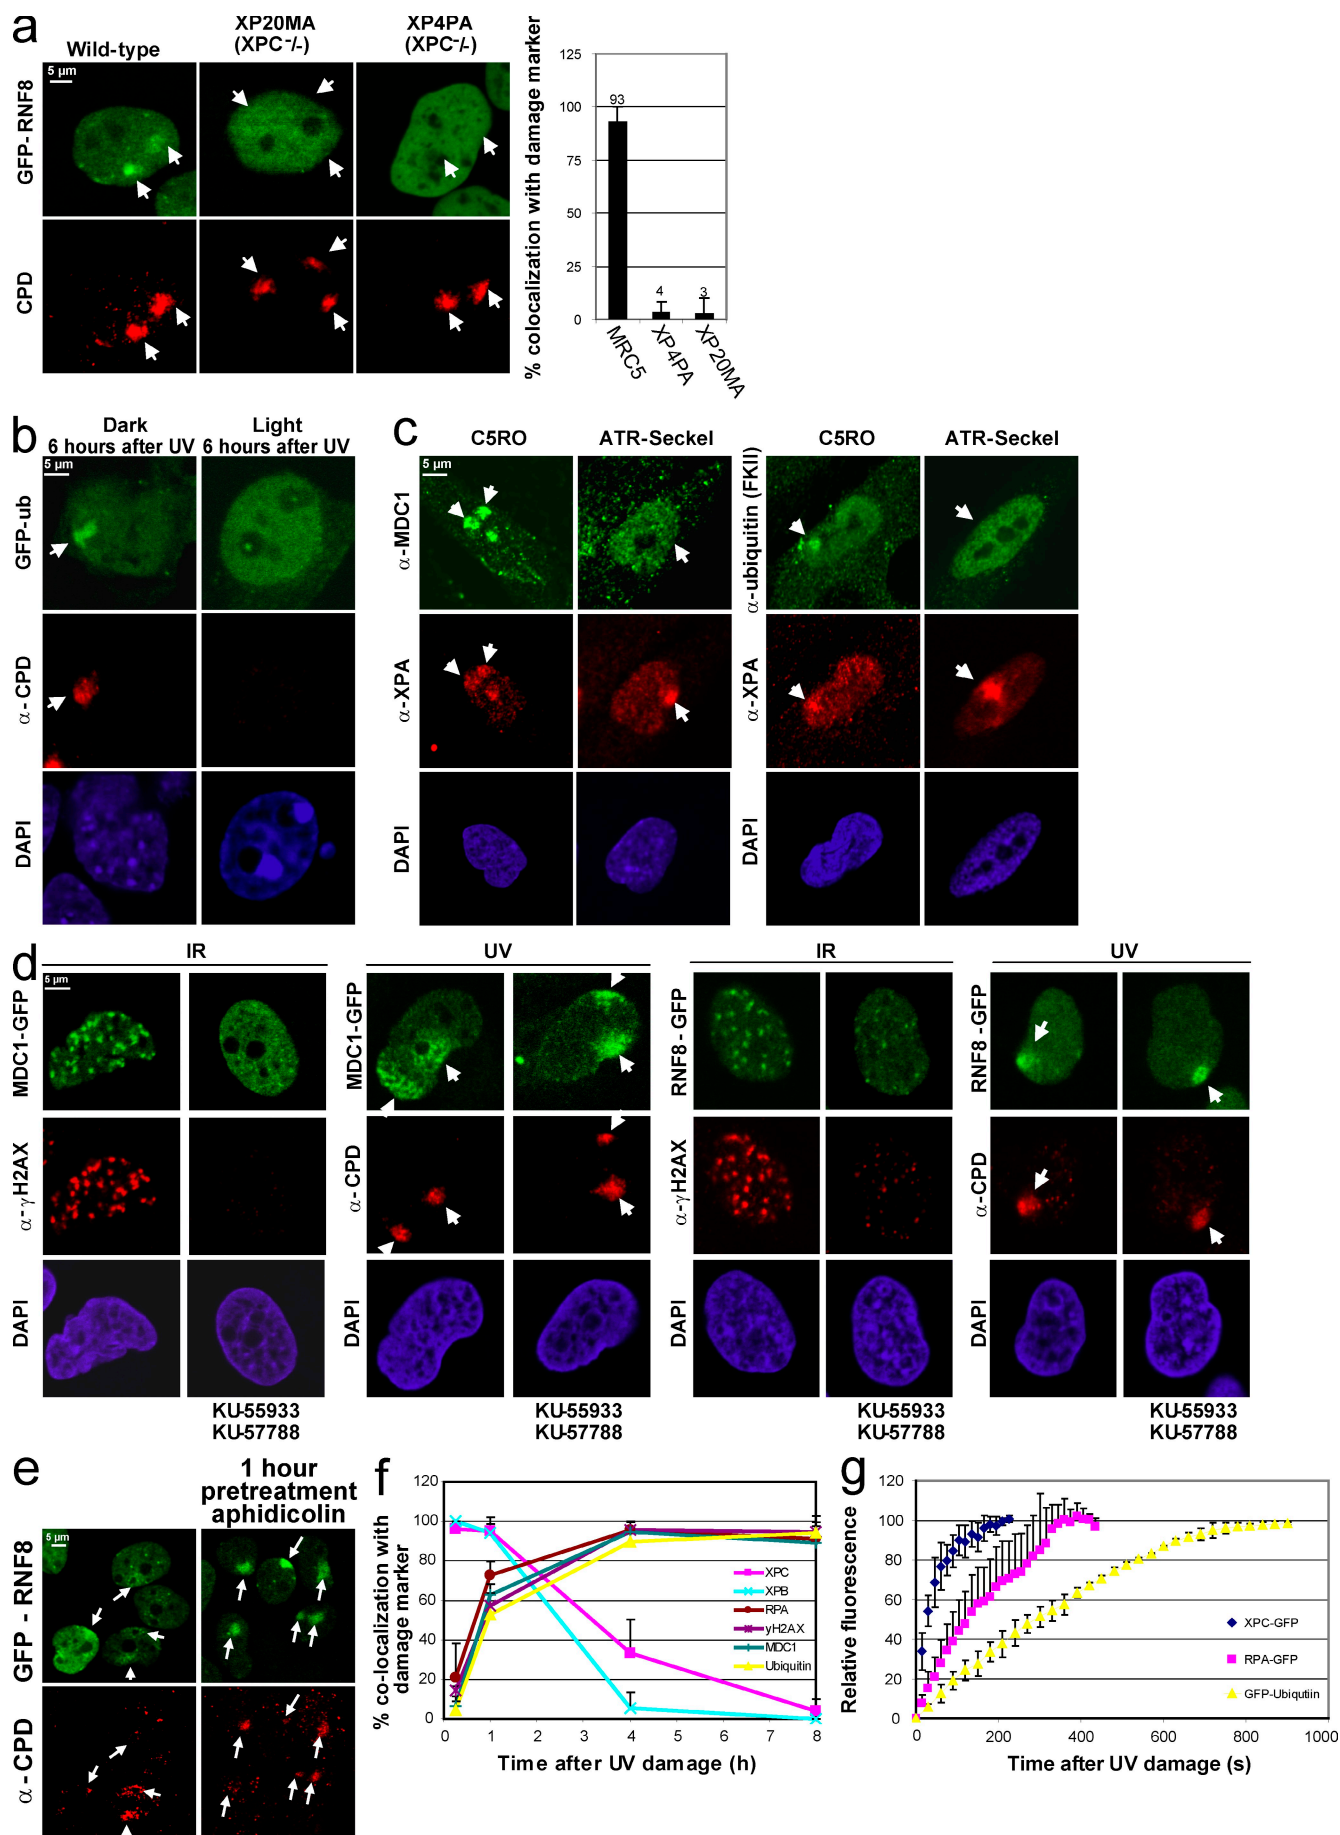 a
Wild-type
XP20MA
(XPC-/-)
XP4PA
(XPC-/-)
5 µm
GFP-RNF8
CPD
% colocalization with damage marker
125
100
75
50
25
0
93
4
3
MRC5
XP4PA
XP20MA
b
Dark
6 hours after UV
Light
6 hours after UV
5 µm
GFP-ub
α-CPD
DAPI
c
C5RO
ATR-Seckel
C5RO
ATR-Seckel
5 µm
α-MDC1
α-XPA
DAPI
α-ubiquitin (FKII)
α-XPA
DAPI
d
IR
UV
IR
UV
5 µm
MDC1-GFP
α-γH2AX
DAPI
MDC1-GFP
α-CPD
DAPI
RNF8-GFP
α-γH2AX
DAPI
RNF8-GFP
α-CPD
DAPI
KU-55933
KU-57788
KU-55933
KU-57788
KU-55933
KU-57788
KU-55933
KU-57788
e
1 hour
pretreatment
aphidicolin
5 µm
GFP - RNF8
α-CPD
f
% co-localization with
damage marker
120
100
80
60
40
20
0
0 1 2 3 4 5 6 7 8
Time after UV damage (h)
XPC
XPB
RPA
yH2AX
MDC1
Ubiquitin
g
Relative fluorescence
120
100
80
60
40
20
0
0 200 400 600 800 1000
Time after UV damage (s)
XPC-GFP
RPA-GFP
GFP-Ubiqutiin